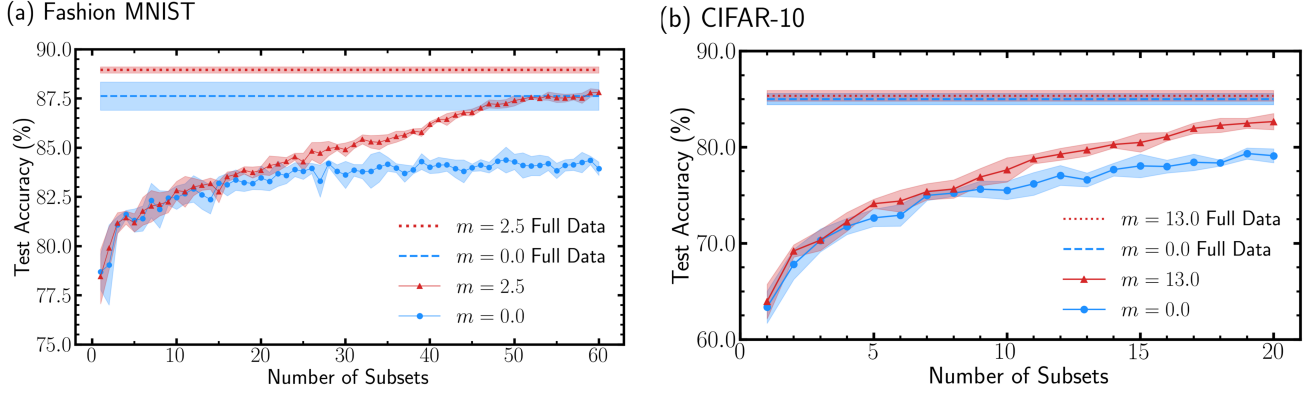 (a) Fashion MNIST
90.0
87.5
85.0
82.5
80.0
77.5
75.0
Test Accuracy (%)
m = 2.5 Full Data
m = 0.0 Full Data
m = 2.5
m = 0.0
0 10 20 30 40 50 60
Number of Subsets
(b) CIFAR-10
90.0
80.0
70.0
60.0
Test Accuracy (%)
m = 13.0 Full Data
m = 0.0 Full Data
m = 13.0
m = 0.0
0 5 10 15 20
Number of Subsets